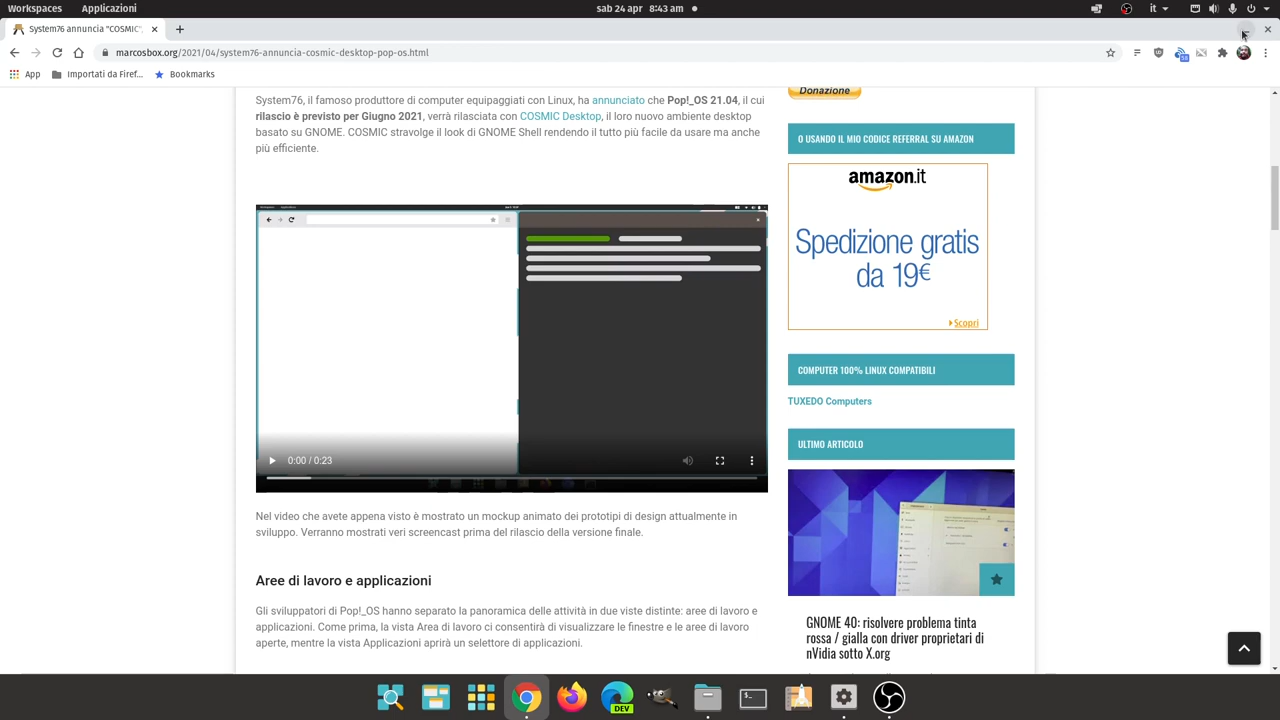 Workspaces Applicazioni
sab 24 apr 8:43 am
it
System76 annuncia "COSMIC",
marcosbox.org/2021/04/system76-annuncia-cosmic-desktop-pop-os.html
App
Importati da Firef...
Bookmarks
System76, il famoso produttore di computer equipaggiati con Linux, ha annunciato che Pop!_OS 21.04, il cui
rilascio è previsto per Giugno 2021, verrà rilasciata con COSMIC Desktop, il loro nuovo ambiente desktop
basato su GNOME. COSMIC stravolge il look di GNOME Shell rendendo il tutto più facile da usare ma anche
più efficiente.
0:00 / 0:23
Nel video che avete appena visto è mostrato un mockup animato dei prototipi di design attualmente in
sviluppo. Verranno mostrati veri screencast prima del rilascio della versione finale.
Aree di lavoro e applicazioni
Gli sviluppatori di Pop!_OS hanno separato la panoramica delle attività in due viste distinte: aree di lavoro e
applicazioni. Come prima, la vista Area di lavoro ci consentirà di visualizzare le finestre e le aree di lavoro
aperte, mentre la vista Applicazioni aprirà un selettore di applicazioni.
Donazione
O USANDO IL MIO CODICE REFERRAL SU AMAZON
amazon.it
Spedizione gratis
da 19€
Scopri
COMPUTER 100% LINUX COMPATIBILI
TUXEDO Computers
ULTIMO ARTICOLO
GNOME 40: risolvere problema tinta
rossa / gialla con driver proprietari di
nVidia sotto X.org
DEV